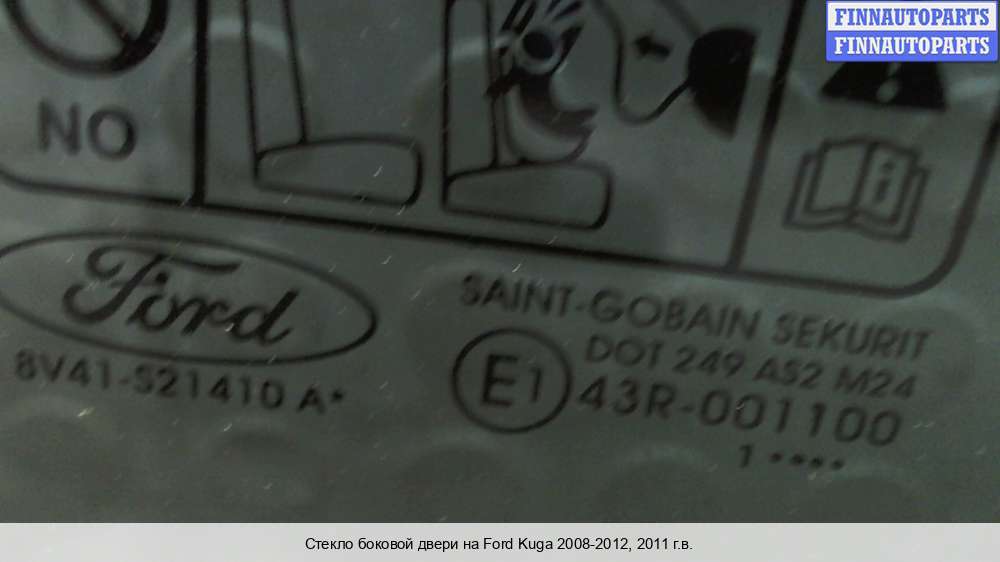 FINNAUTOPARTS
FINNAUTOPARTS
NO
Ford
8V41-S21410 A*
SAINT-GOBAIN SEKURIT
DOT 249 AS2 M24
E1 43R-001100
1 ••••
Стекло боковой двери на Ford Kuga 2008-2012, 2011 г.в.